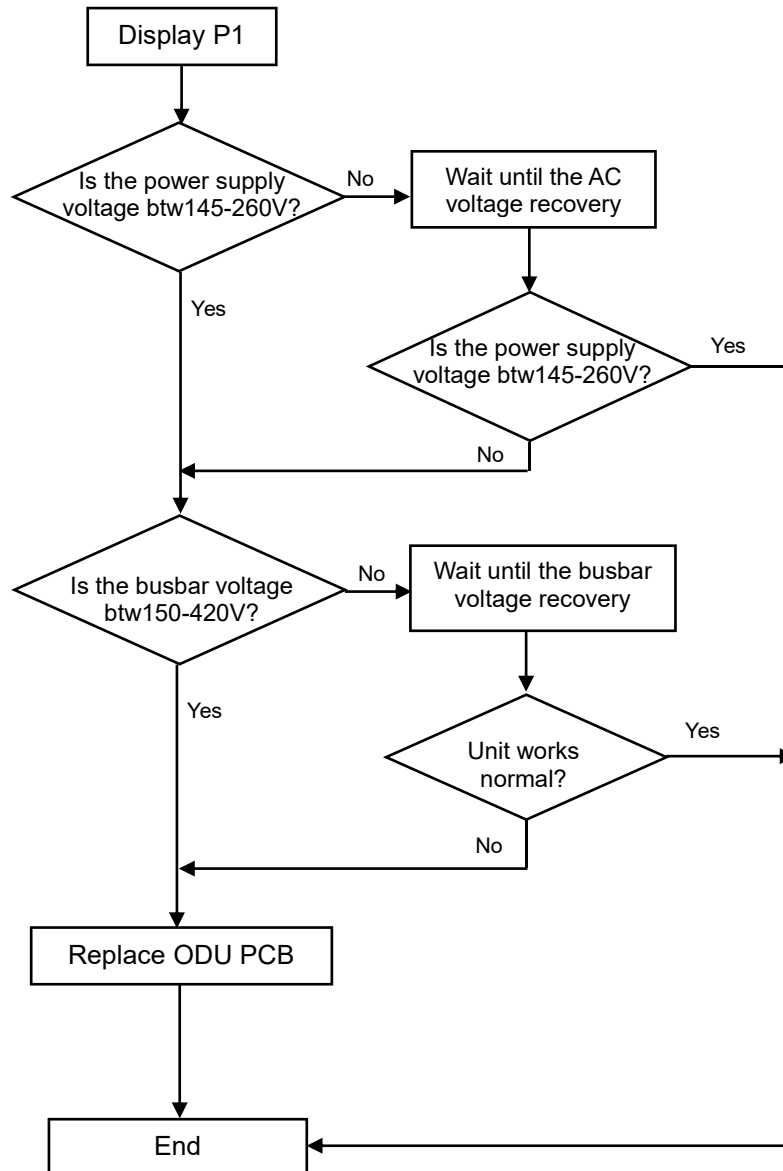 Display P1
Is the power supply
voltage btw145-260V?
No
Wait until the AC
voltage recovery
Yes
Is the power supply
voltage btw145-260V?
Yes
No
Is the busbar voltage
btw150-420V?
No
Wait until the busbar
voltage recovery
Yes
Unit works
normal?
Yes
No
Replace ODU PCB
End